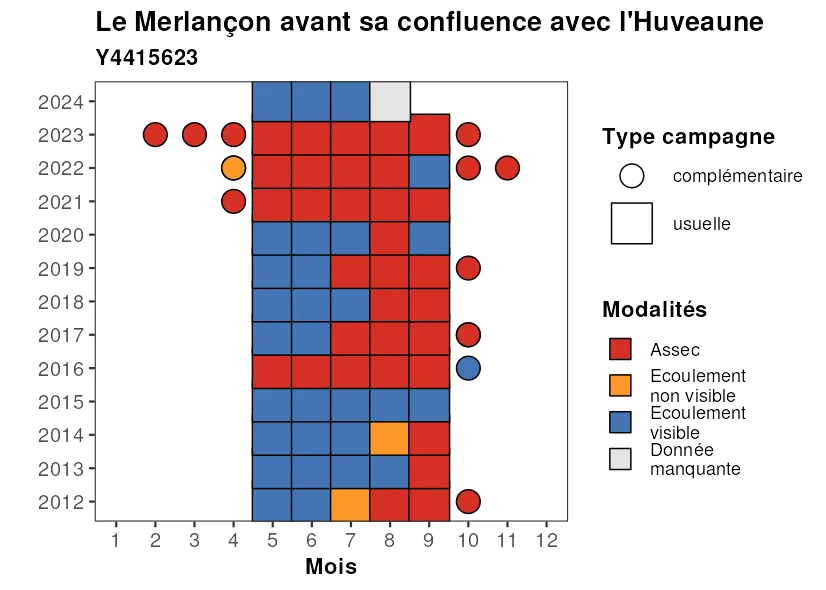 Le Merlançon avant sa confluence avec l'Huveaune
Y4415623
2024
2023
2022
2021
2020
2019
2018
2017
2016
2015
2014
2013
2012
1 2 3 4 5 6 7 8 9 10 11 12
Mois
Type campagne
complémentaire
usuelle
Modalités
Assec
Ecoulement
non visible
Ecoulement
visible
Donnée
manquante